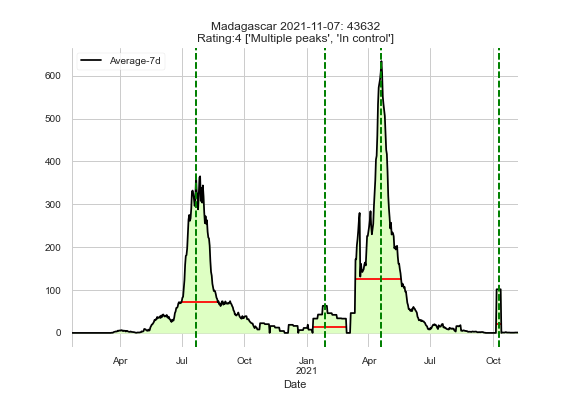 Madagascar 2021-11-07: 43632
Rating:4 ['Multiple peaks', 'In control']
Average-7d
600
500
400
300
200
100
0
Apr Jul Oct Jan Apr Jul Oct
2021
Date